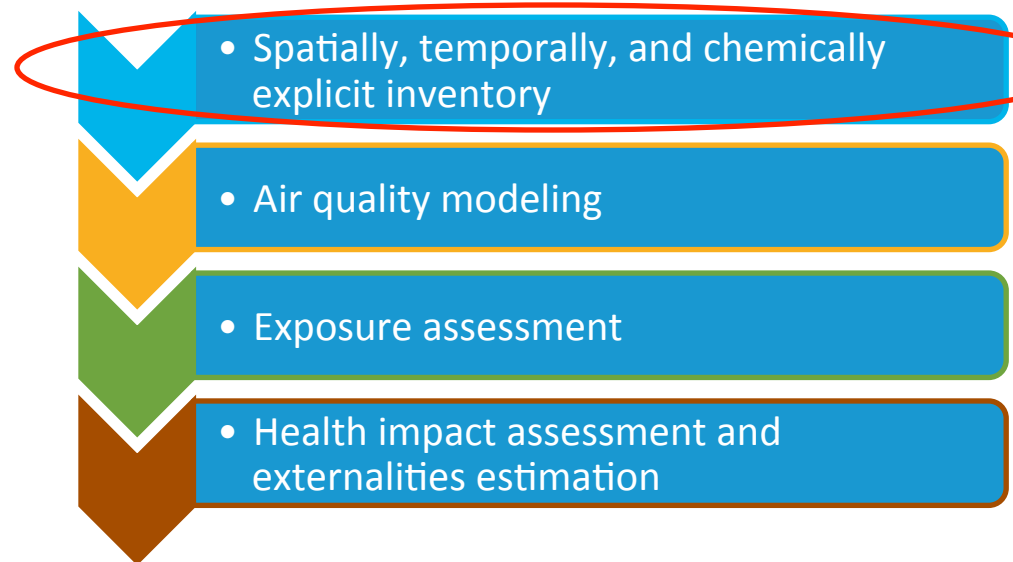 • Spatially, temporally, and chemically
explicit inventory
• Air quality modeling
• Exposure assessment
• Health impact assessment and
externalities estimation